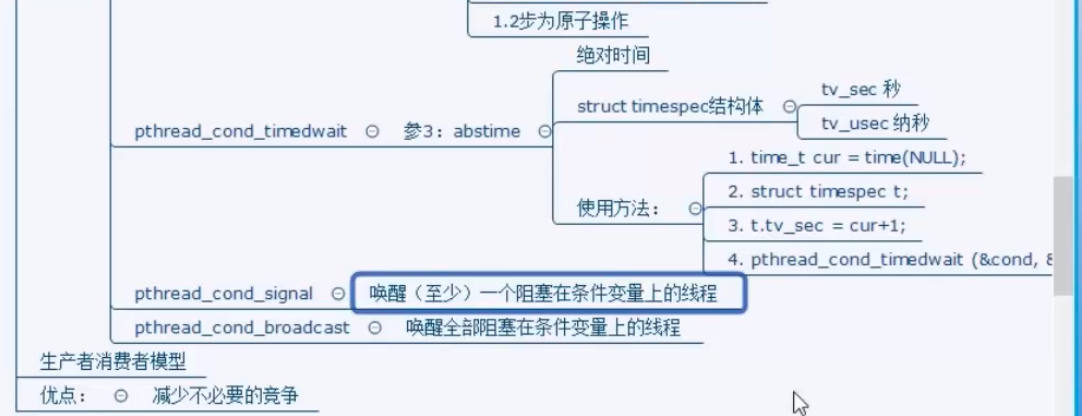 1.2步为原子操作
绝对时间
struct timespec结构体
tv_sec 秒
tv_usec 纳秒
pthread_cond_timedwait
参3：abstime
使用方法：
1. time_t cur = time(NULL);
2. struct timespec t;
3. t.tv_sec = cur+1;
4. pthread_cond_timedwait (&cond, &
pthread_cond_signal
唤醒（至少）一个阻塞在条件变量上的线程
pthread_cond_broadcast
唤醒全部阻塞在条件变量上的线程
生产者消费者模型
优点：
减少不必要的竞争